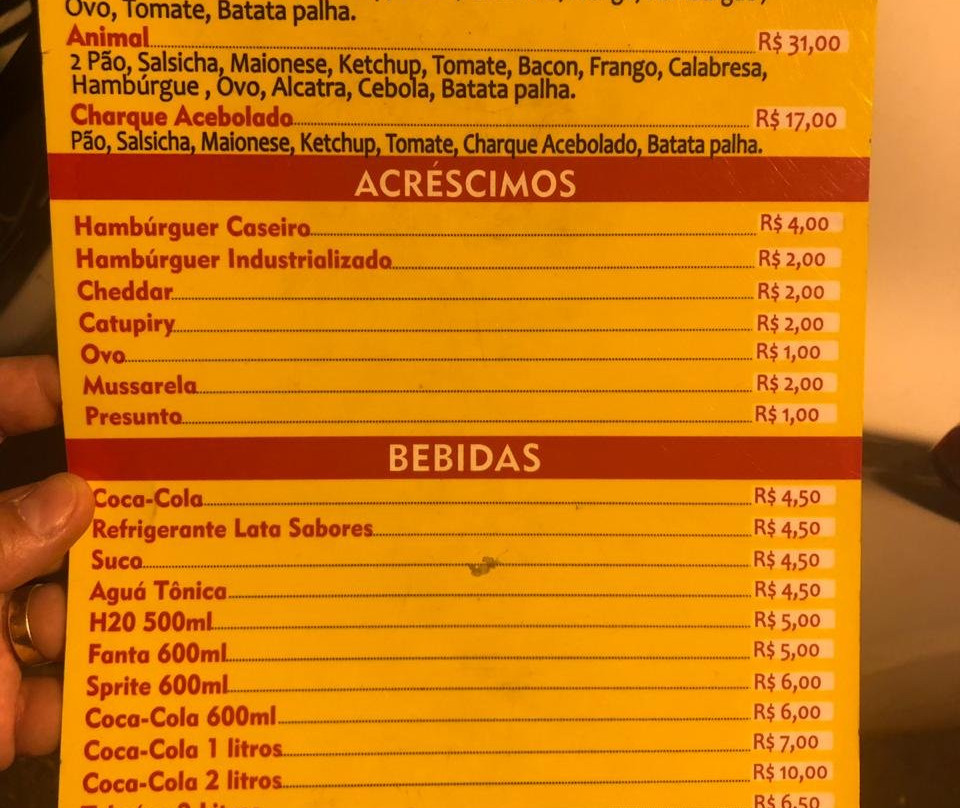 Ovo, Tomate, Batata palha.
Animal R$ 31,00
2 Pão, Salsicha, Maionese, Ketchup, Tomate, Bacon, Frango, Calabresa,
Hambúrgue , Ovo, Alcatra, Cebola, Batata palha.
Charque Acebolado R$ 17,00
Pão, Salsicha, Maionese, Ketchup, Tomate, Charque Acebolado, Batata palha.
ACRÉSCIMOS
Hambúrguer Caseiro R$ 4,00
Hambúrguer Industrializado R$ 2,00
Cheddar R$ 2,00
Catupiry R$ 2,00
Ovo R$ 1,00
Mussarela R$ 2,00
Presunto R$ 1,00
BEBIDAS
Coca-Cola R$ 4,50
Refrigerante Lata Sabores R$ 4,50
Suco R$ 4,50
Aguá Tônica R$ 4,50
H20 500ml R$ 5,00
Fanta 600ml R$ 5,00
Sprite 600ml R$ 6,00
Coca-Cola 600ml R$ 6,00
Coca-Cola 1 litros R$ 7,00
Coca-Cola 2 litros R$ 10,00
R$ 6,50